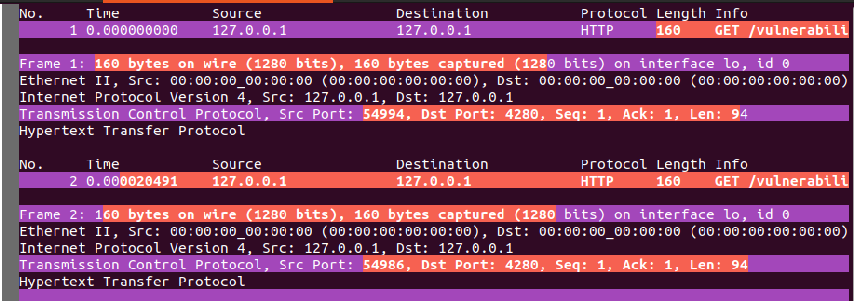 No. Time Source Destination Protocol Length Info
1 0.000000000 127.0.0.1 127.0.0.1 HTTP 160 GET /vulnerabili
Frame 1: 160 bytes on wire (1280 bits), 160 bytes captured (1280 bits) on interface lo, id 0
Ethernet II, Src: 00:00:00_00:00:00 (00:00:00:00:00:00), Dst: 00:00:00_00:00:00 (00:00:00:00:00:00)
Internet Protocol Version 4, Src: 127.0.0.1, Dst: 127.0.0.1
Transmission Control Protocol, Src Port: 54994, Dst Port: 4280, Seq: 1, Ack: 1, Len: 94
Hypertext Transfer Protocol
No. Time Source Destination Protocol Length Info
2 0.000020491 127.0.0.1 127.0.0.1 HTTP 160 GET /vulnerabili
Frame 2: 160 bytes on wire (1280 bits), 160 bytes captured (1280 bits) on interface lo, id 0
Ethernet II, Src: 00:00:00_00:00:00 (00:00:00:00:00:00), Dst: 00:00:00_00:00:00 (00:00:00:00:00:00)
Internet Protocol Version 4, Src: 127.0.0.1, Dst: 127.0.0.1
Transmission Control Protocol, Src Port: 54986, Dst Port: 4280, Seq: 1, Ack: 1, Len: 94
Hypertext Transfer Protocol